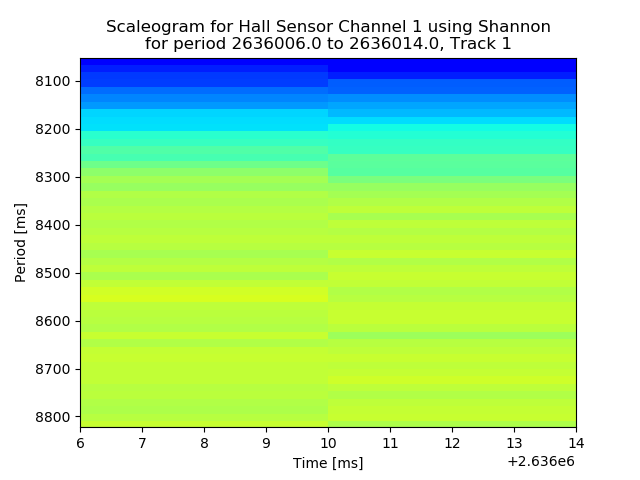 Scaleogram for Hall Sensor Channel 1 using Shannon
for period 2636006.0 to 2636014.0, Track 1
8100
8200
8300
8400
8500
8600
8700
8800
Period [ms]
6 7 8 9 10 11 12 13 14
Time [ms]
+2.636e6